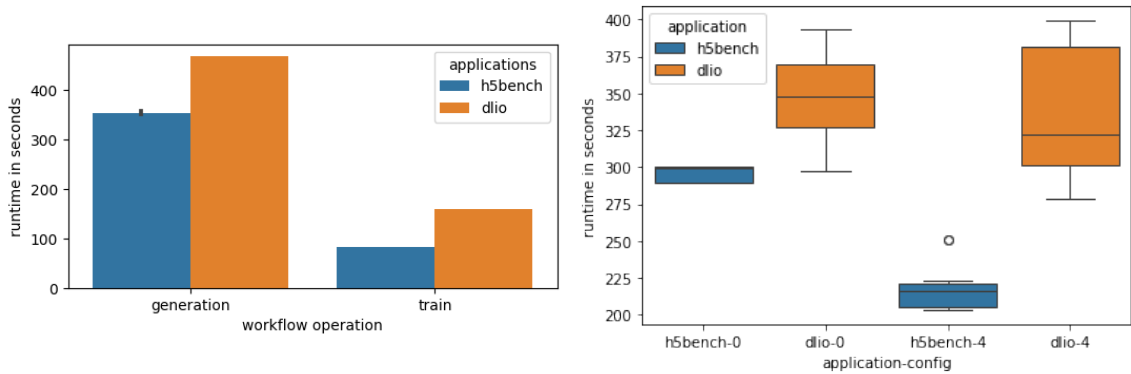 applications
h5bench
dlio
400
300
200
100
0
runtime in seconds
generation
train
workflow operation
application
h5bench
dlio
400
375
350
325
300
275
250
225
200
runtime in seconds
h5bench-0
dlio-0
h5bench-4
dlio-4
application-config